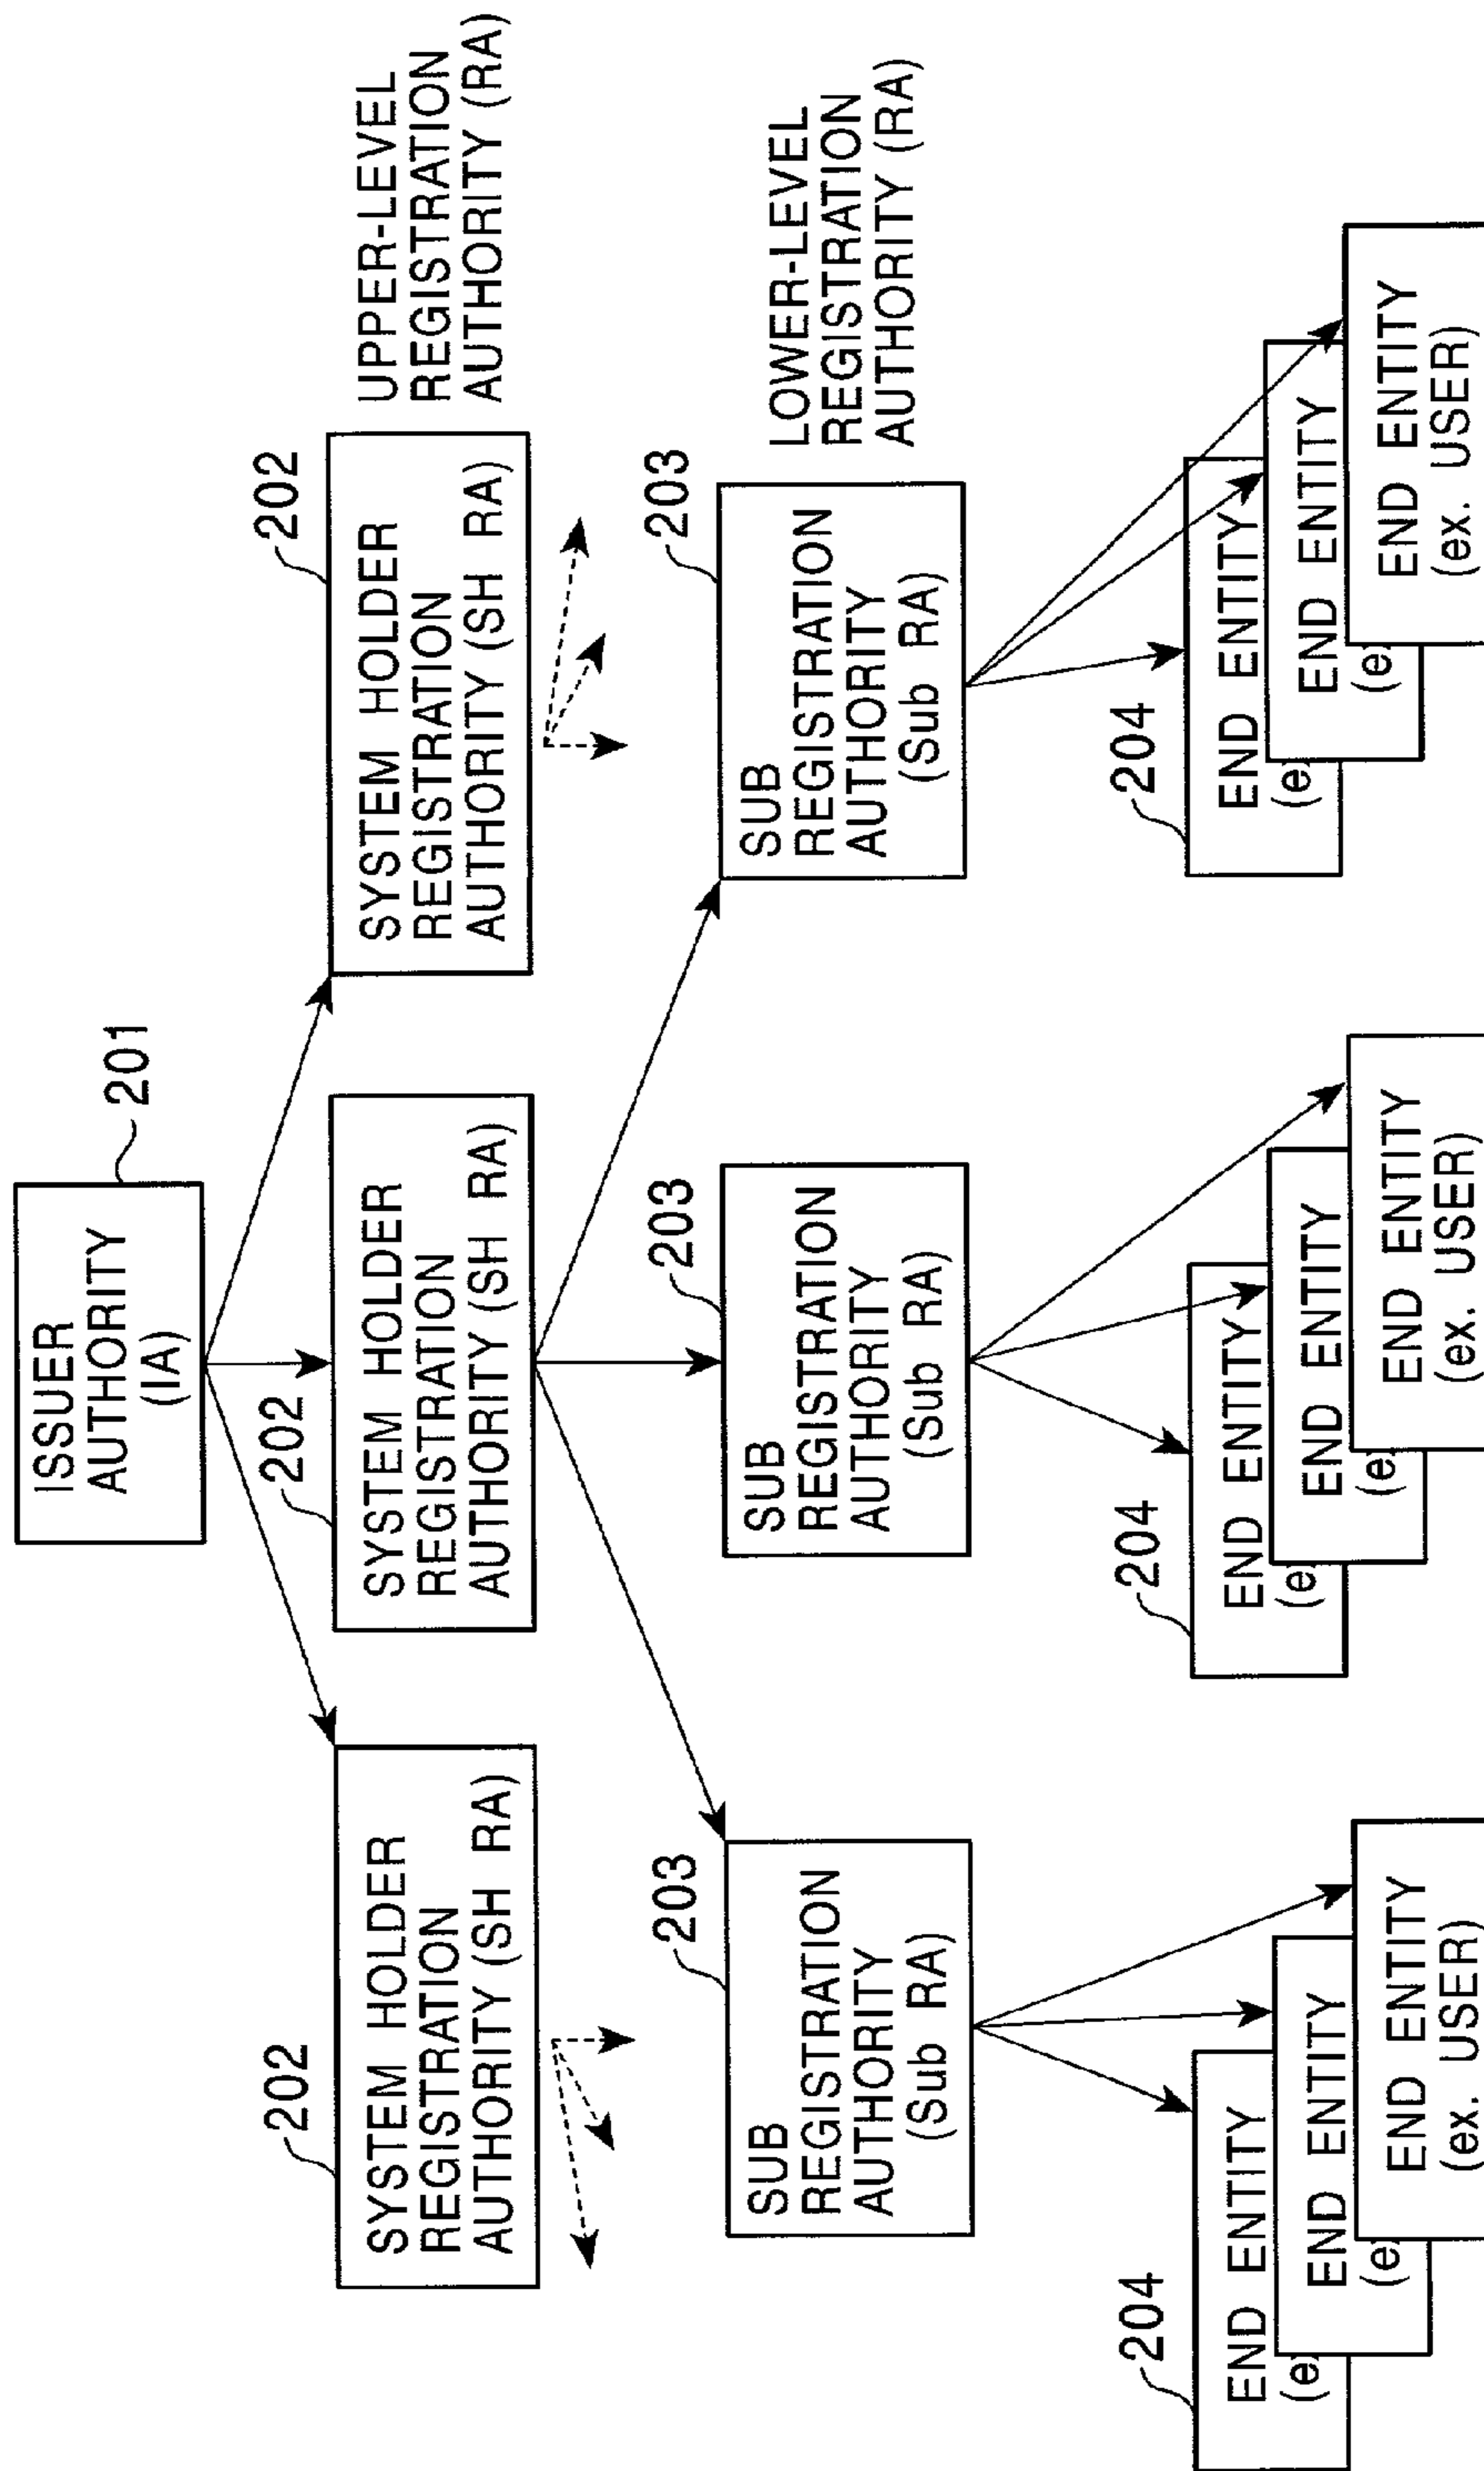 ISSUER
AUTHORITY
(IA)
201
202
SYSTEM HOLDER
REGISTRATION
AUTHORITY (SH RA)
202
SYSTEM HOLDER
REGISTRATION
AUTHORITY (SH RA)
202
SYSTEM HOLDER
REGISTRATION
AUTHORITY (SH RA)
UPPER-LEVEL
REGISTRATION
AUTHORITY (RA)
203
SUB
REGISTRATION
AUTHORITY
(Sub RA)
203
SUB
REGISTRATION
AUTHORITY
(Sub RA)
203
SUB
REGISTRATION
AUTHORITY
(Sub RA)
LOWER-LEVEL
REGISTRATION
AUTHORITY (RA)
204
END ENTITY
(e
END ENTITY
(e
END ENTITY
(ex. USER)
204
END ENTITY
(e
END ENTITY
(e
END ENTITY
(ex. USER)
204
END ENTITY
(e
END ENTITY
(e
END ENTITY
(ex. USER)